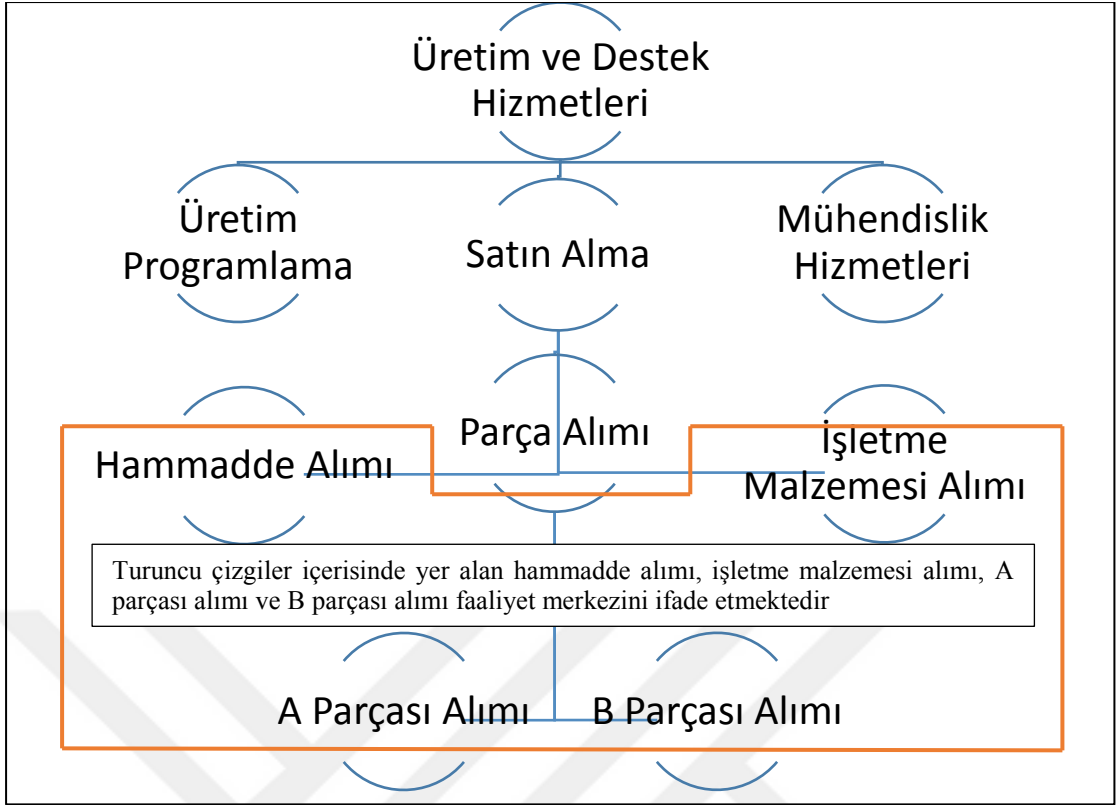 Üretim ve Destek
Hizmetleri
Üretim
Programlama
Satın Alma
Mühendislik
Hizmetleri
Hammadde Alımı
Parça Alımı
İşletme
Malzemesi Alımı
Turuncu çizgiler içerisinde yer alan hammadde alımı, işletme malzemesi alımı, A
parçası alımı ve B parçası alımı faaliyet merkezini ifade etmektedir
A Parçası Alımı
B Parçası Alımı